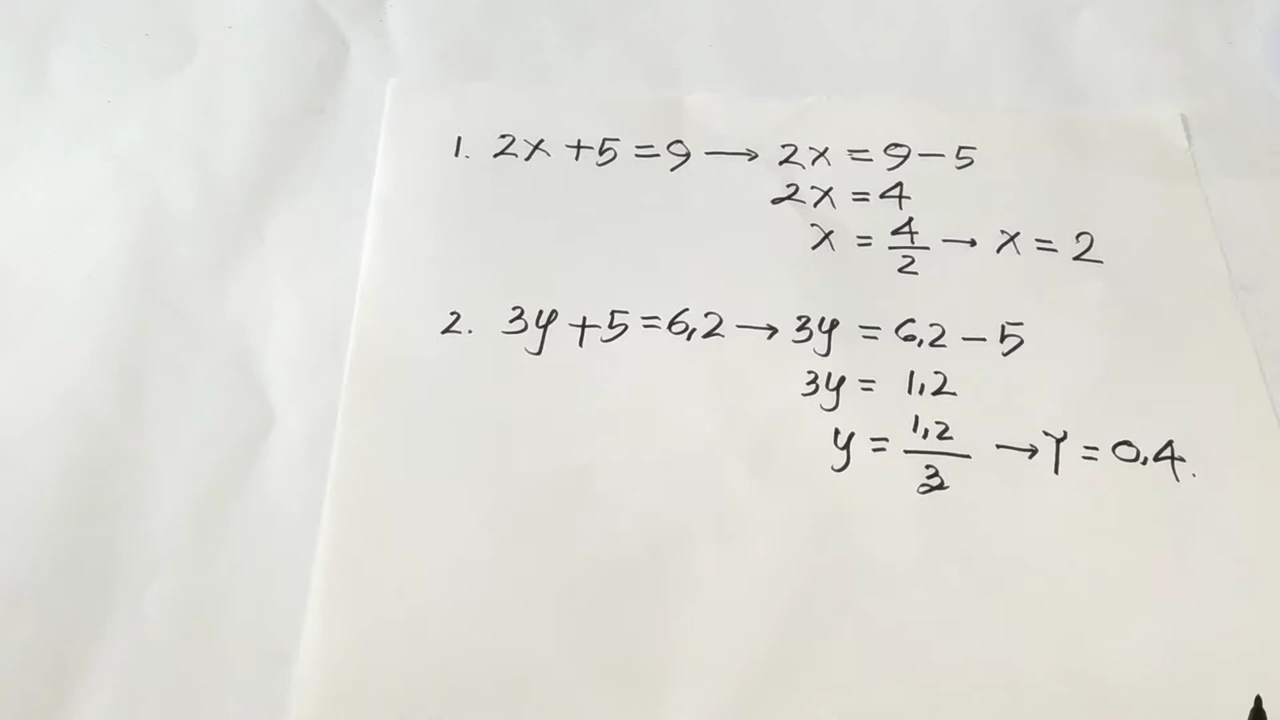 1. 2x + 5 = 9 → 2x = 9 - 5
2x = 4
x = 4/2 → x = 2
2. 3y + 5 = 6,2 → 3y = 6,2 - 5
3y = 1,2
y = 1,2/3 → Y = 0,4.